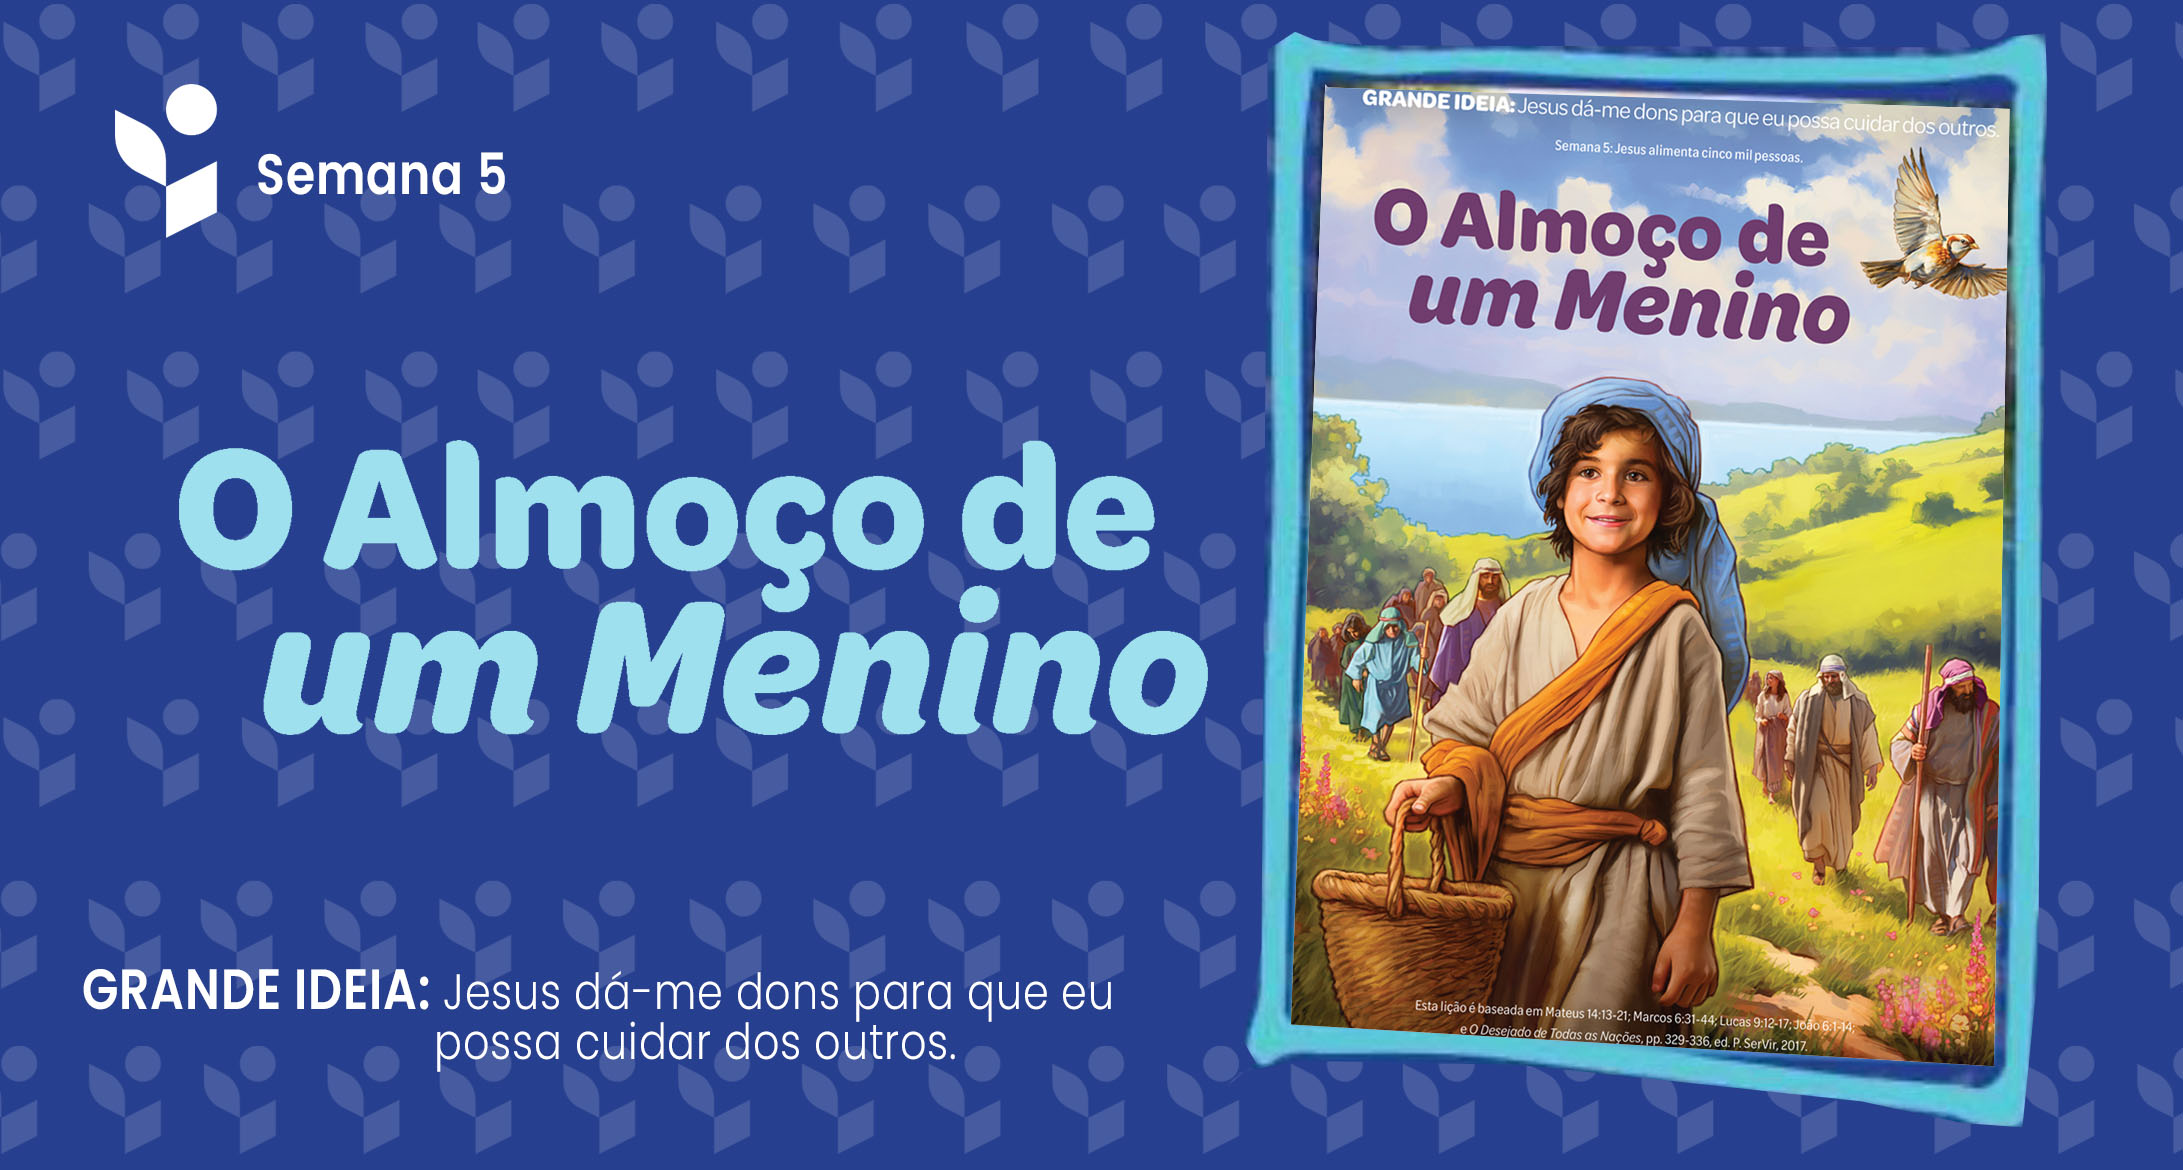 Semana 5
O Almoço de
um Menino
GRANDE IDEIA: Jesus dá-me dons para que eu
possa cuidar dos outros.
GRANDE IDEIA: Jesus dá-me dons para que eu possa cuidar dos outros.
Semana 5: Jesus alimenta cinco mil pessoas.
O Almoço de
um Menino
Esta lição é baseada em Mateus 14:13-21; Marcos 6:31-44; Lucas 9:12-17; João 6:1-14;
e O Desejado de Todas as Nações, pp. 329-336, ed. P. SerVir, 2017.